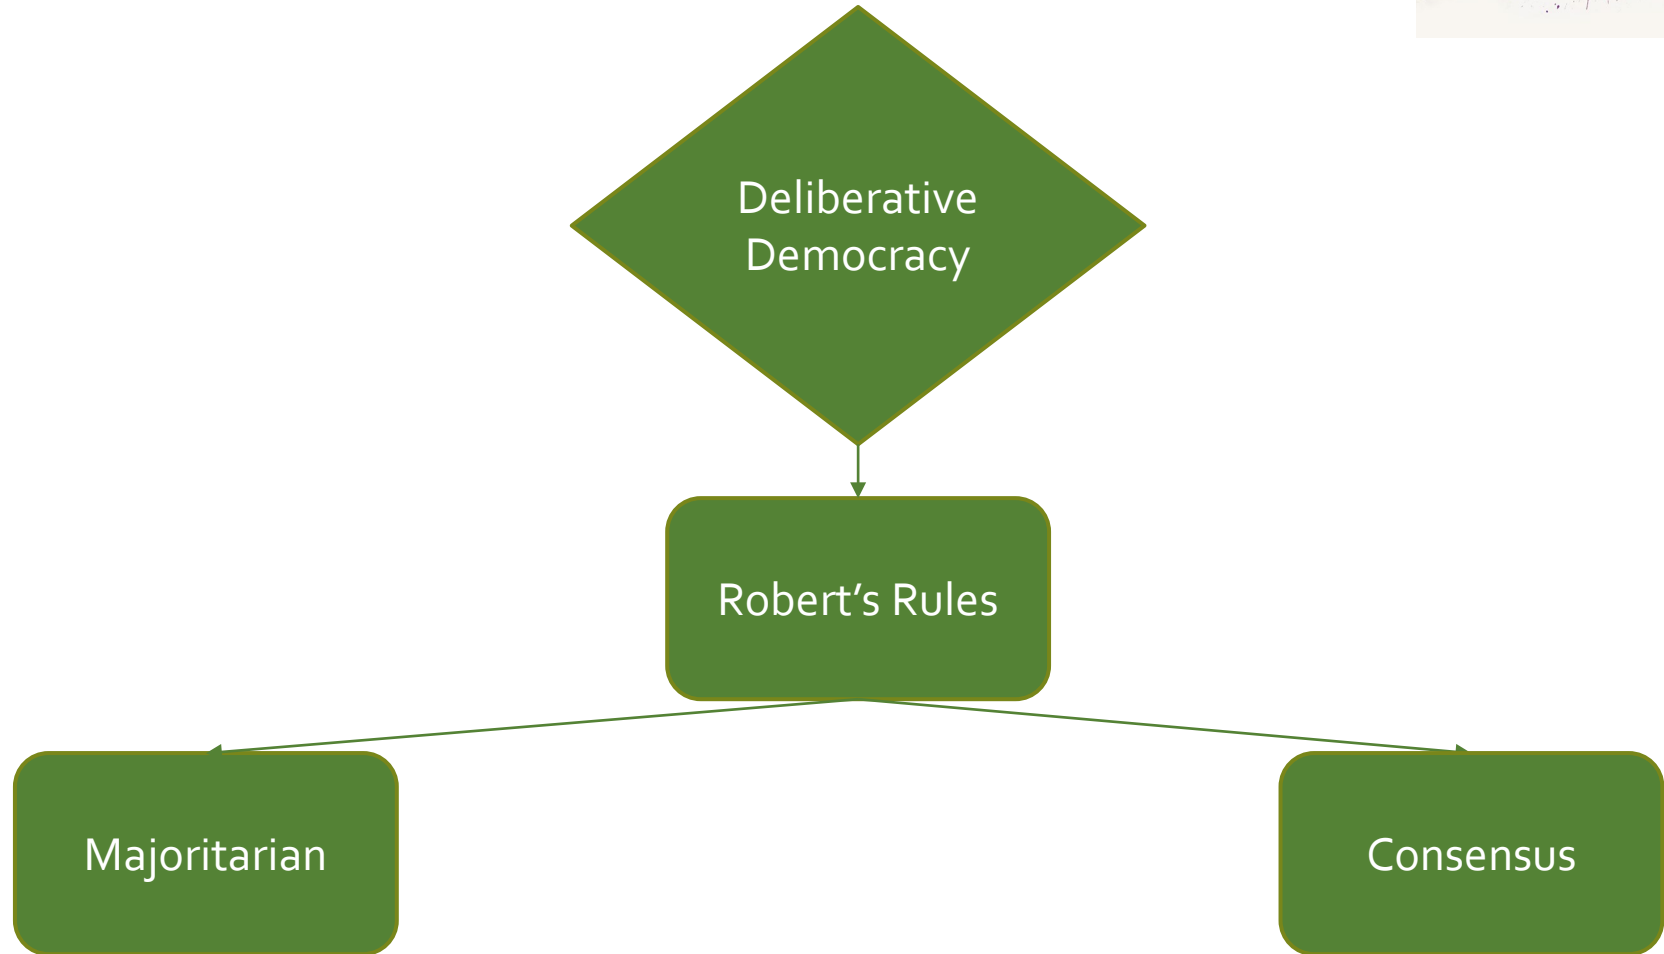 Deliberative
Democracy
Robert’s Rules
Majoritarian
Consensus